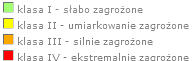 klasa I - słabo zagrożone
klasa II - umiarkowanie zagrożone
klasa III - silnie zagrożone
klasa IV - ekstremalnie zagrożone